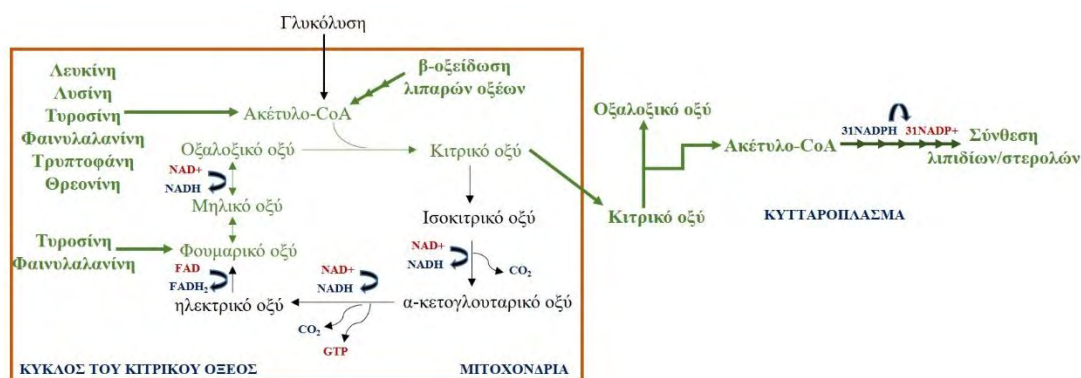 Γλυκόλυση
Λευκίνη
Λυσίνη
Τυροσίνη
Φαινυλαλανίνη
Τρυπτοφάνη
Θρεονίνη
β-οξείδωση
λιπαρών οξέων
Ακέτυλο-CoA
Οξαλοξικό οξύ
Κιτρικό οξύ
NAD+
NADH
Μηλικό οξύ
Ισοκιτρικό οξύ
Τυροσίνη
Φαινυλαλανίνη
Φουμαρικό οξύ
NAD+
NADH
CO2
FAD
FADH2
NAD+
NADH
ηλεκτρικό οξύ
α-κετογλουταρικό οξύ
CO2
GTP
ΚΥΚΛΟΣ ΤΟΥ ΚΙΤΡΙΚΟΥ ΟΞΕΟΣ
ΜΙΤΟΧΟΝΔΡΙΑ
Οξαλοξικό οξύ
Κιτρικό οξύ
Ακέτυλο-CoA
31NADPH
31NADP+
Σύνθεση
λιπιδίων/στερολών
ΚΥΤΤΑΡΟΠΛΑΣΜΑ